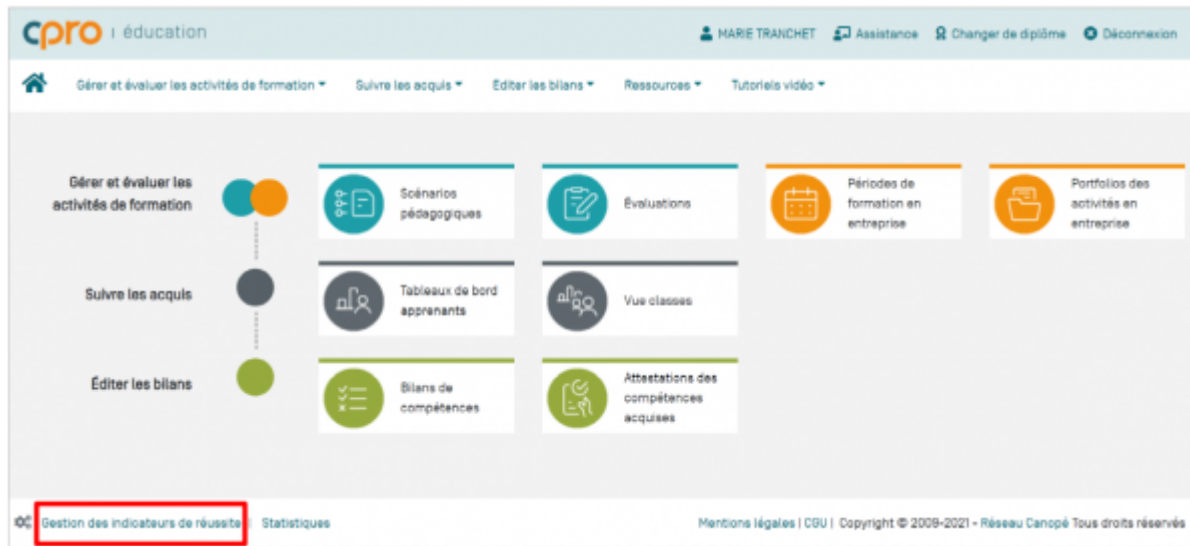 cpro | éducation
MARIE TRANCHET Assistance Changer de diplôme Déconnexion
Gérer et évaluer les activités de formation Suivre les acquis Editer les bilans Ressources Tutoriels vidéo
Gérer et évaluer les
activités de formation
Scénarios
pédagogiques
Évaluations
Périodes de
formation en
entreprise
Portfolios des
activités en
entreprise
Suivre les acquis
Tableaux de bord
apprenants
Vue classes
Éditer les bilans
Bilans de
compétences
Attestations des
compétences
acquises
Gestion des indicateurs de réussite | Statistiques
Mentions légales | CGU | Copyright © 2009-2021 - Réseau Canopé Tous droits réservés